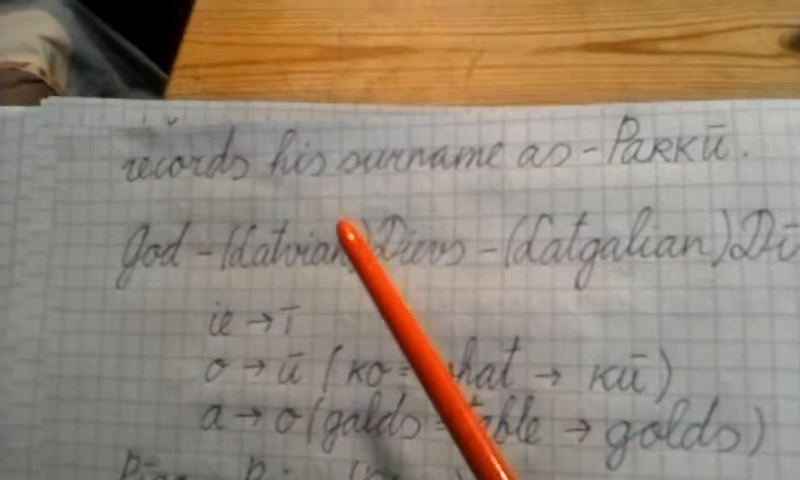 records his surname as - PARKŪ.
God - (Latvian) Dievs - (Latgalian) Dī
ie → ī
o → ū (KO = what → KŪ)
a → o (galds = table → golds)